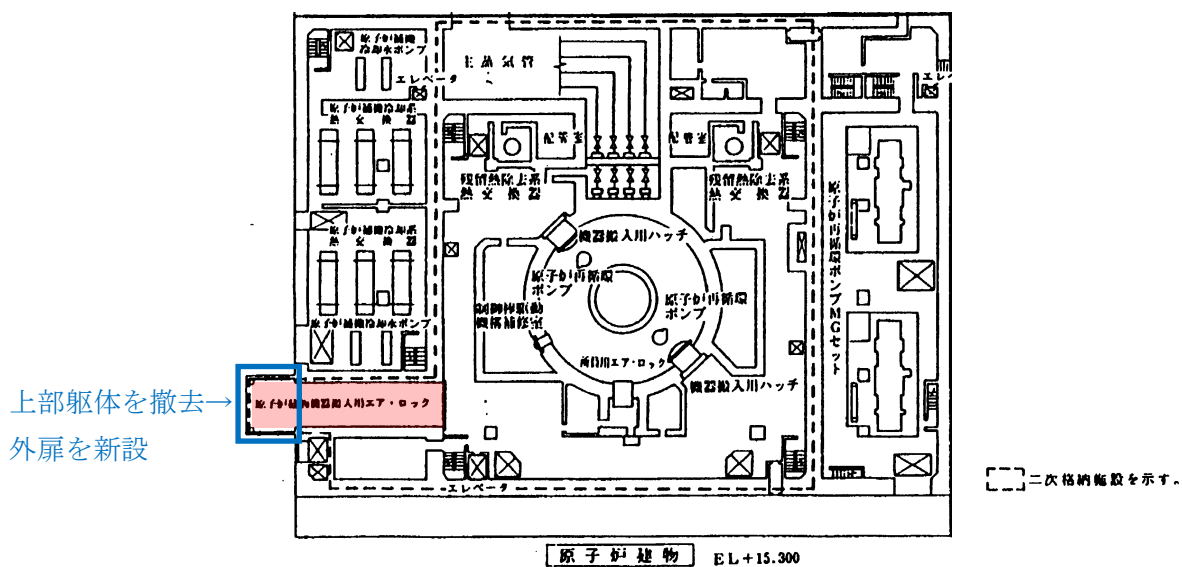 原子炉補機
冷却水ポンプ
エレベータ
主蒸気管
エレベ
原子炉補機冷却系
熱交換器
配管室
配管室
残留熱除去系
熱交換器
残留熱除去系
熱交換器
原子炉再循環ポンプMGセット
原子炉補機冷却系
熱交換器
機器搬入用ハッチ
原子炉再循環
ポンプ
原子炉再循環
ポンプ
制御棒駆動
機構補修室
原子炉補機冷却水ポンプ
所員用エア・ロック
機器搬入用ハッチ
上部躯体を撤去→
外扉を新設
原子炉建物機器搬入用エア・ロック
エレベータ
二次格納施設を示す。
原子炉建物 EL+15.300